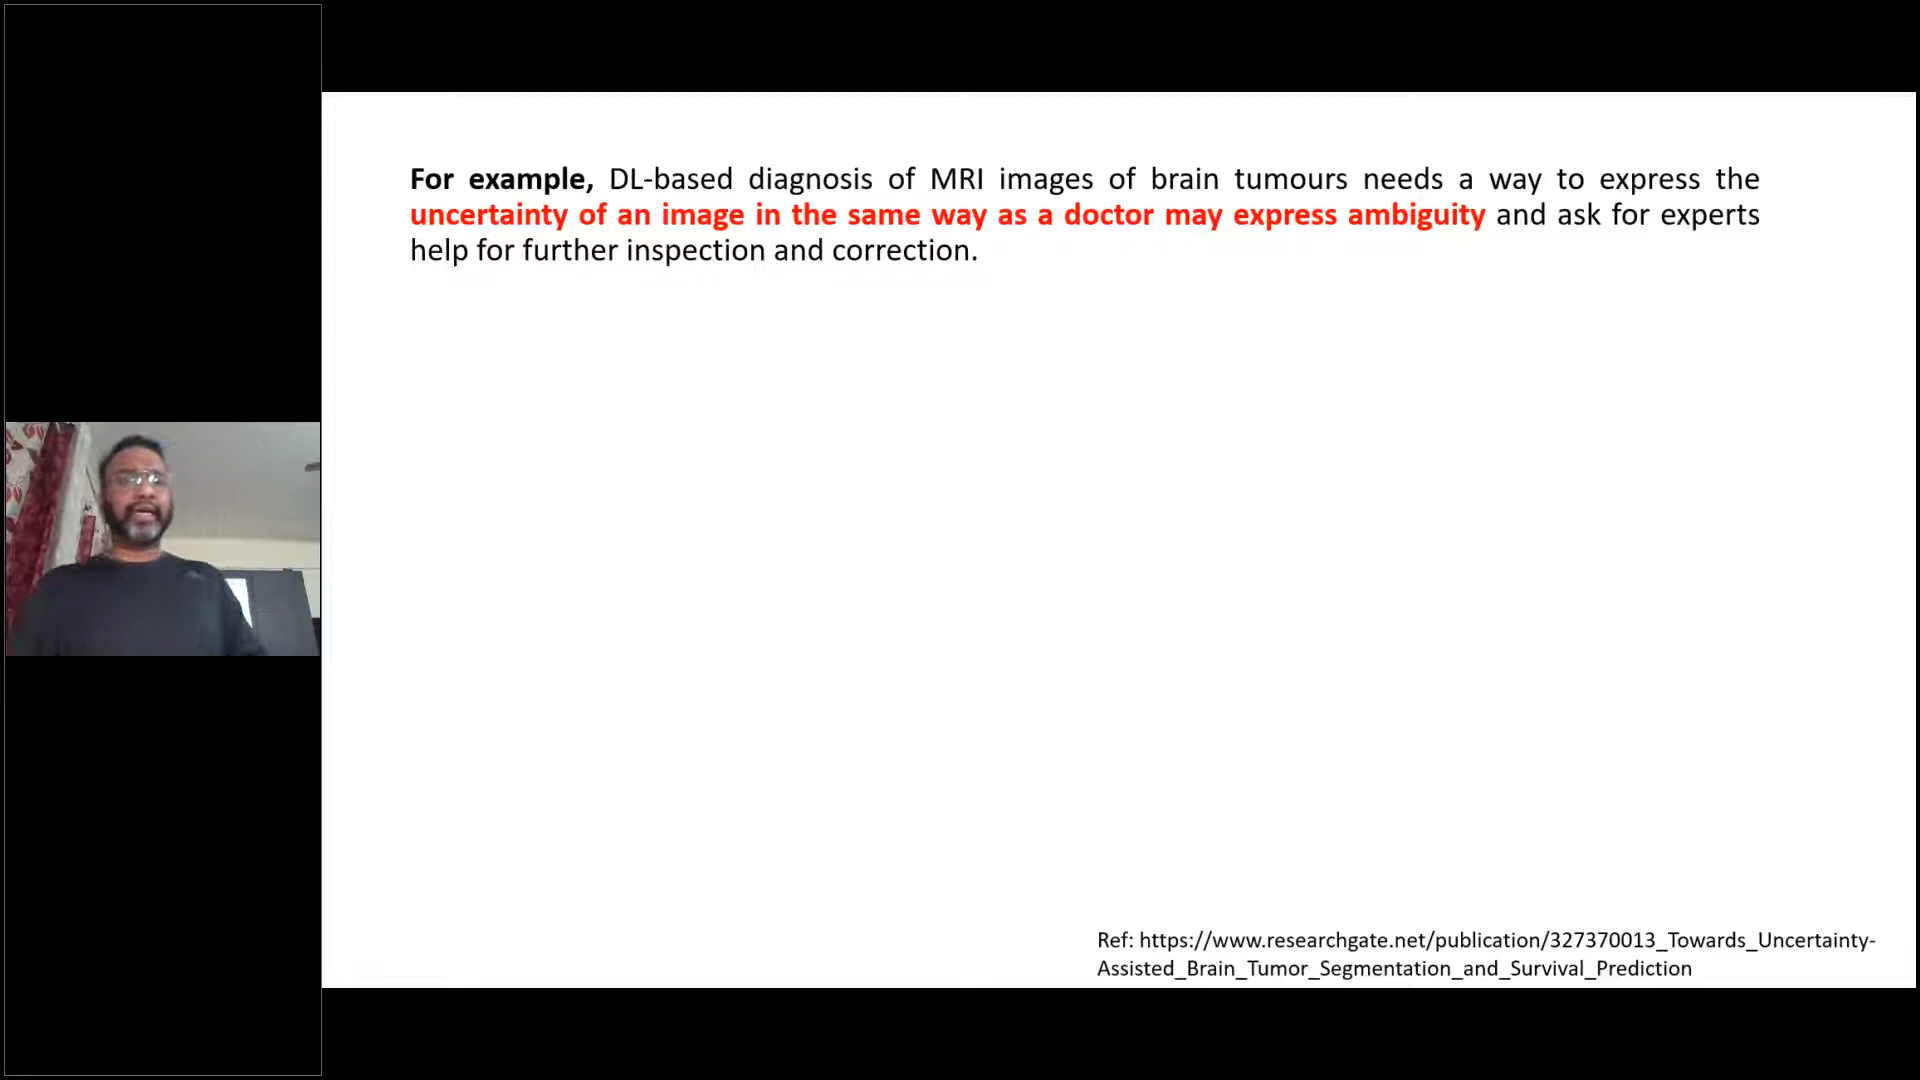 For example, DL-based diagnosis of MRI images of brain tumours needs a way to express the
uncertainty of an image in the same way as a doctor may express ambiguity and ask for experts
help for further inspection and correction.
Ref: https://www.researchgate.net/publication/327370013_Towards_Uncertainty-
Assisted_Brain_Tumor_Segmentation_and_Survival_Prediction